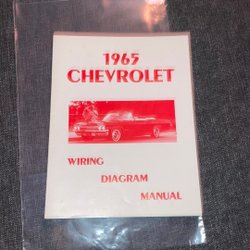 1965
CHEVROLET
WIRING
DIAGRAM
MANUAL